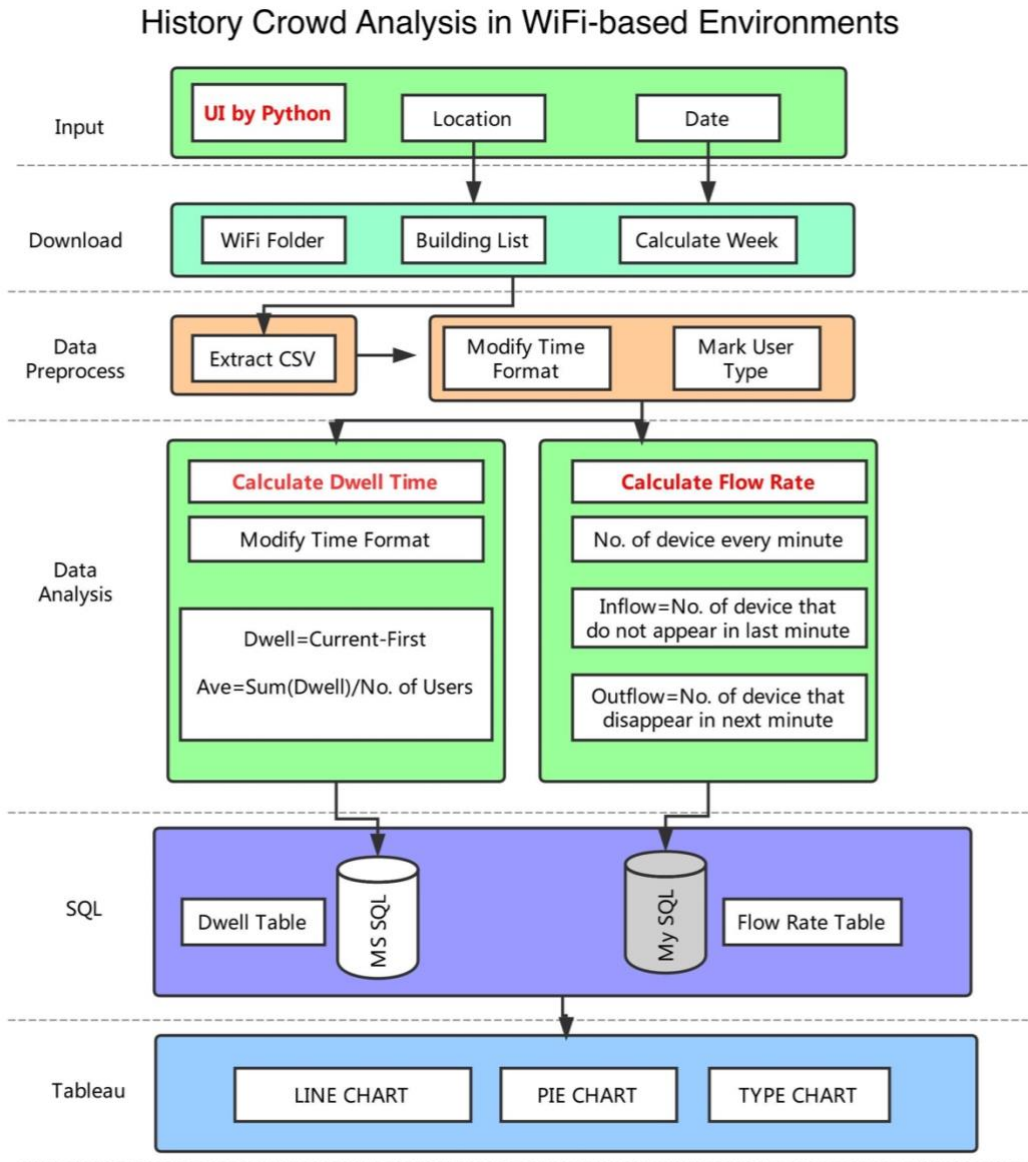 History Crowd Analysis in WiFi-based Environments
Input
UI by Python
Location
Date
Download
WiFi Folder
Building List
Calculate Week
Data
Preprocess
Extract CSV
Modify Time
Format
Mark User
Type
Data
Analysis
Calculate Dwell Time
Modify Time Format
Dwell=Current-First
Ave=Sum(Dwell)/No. of Users
Calculate Flow Rate
No. of device every minute
Inflow=No. of device that
do not appear in last minute
Outflow=No. of device that
disappear in next minute
SQL
Dwell Table
MS SQL
My SQL
Flow Rate Table
Tableau
LINE CHART
PIE CHART
TYPE CHART